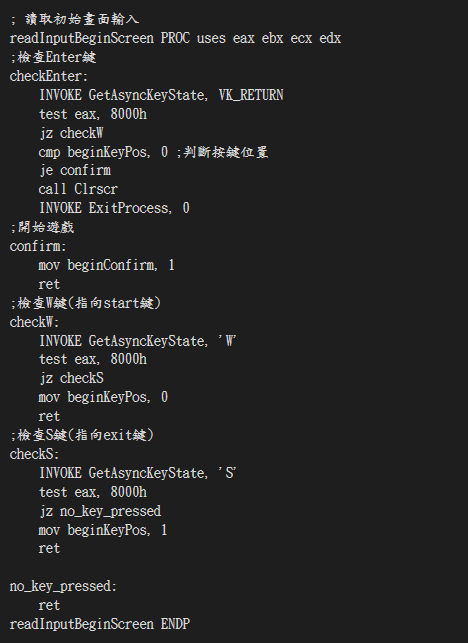 ; 讀取初始畫面輸入
readInputBeginScreen PROC uses eax ebx ecx edx
;檢查Enter鍵
checkEnter:
    INVOKE GetAsyncKeyState, VK_RETURN
    test eax, 8000h
    jz checkW
    cmp beginKeyPos, 0 ;判斷按鍵位置
    je confirm
    call Clrscr
    INVOKE ExitProcess, 0
;開始遊戲
confirm:
    mov beginConfirm, 1
    ret
;檢查W鍵(指向start鍵)
checkW:
    INVOKE GetAsyncKeyState, 'W'
    test eax, 8000h
    jz checkS
    mov beginKeyPos, 0
    ret
;檢查S鍵(指向exit鍵)
checkS:
    INVOKE GetAsyncKeyState, 'S'
    test eax, 8000h
    jz no_key_pressed
    mov beginKeyPos, 1
    ret

no_key_pressed:
    ret
readInputBeginScreen ENDP